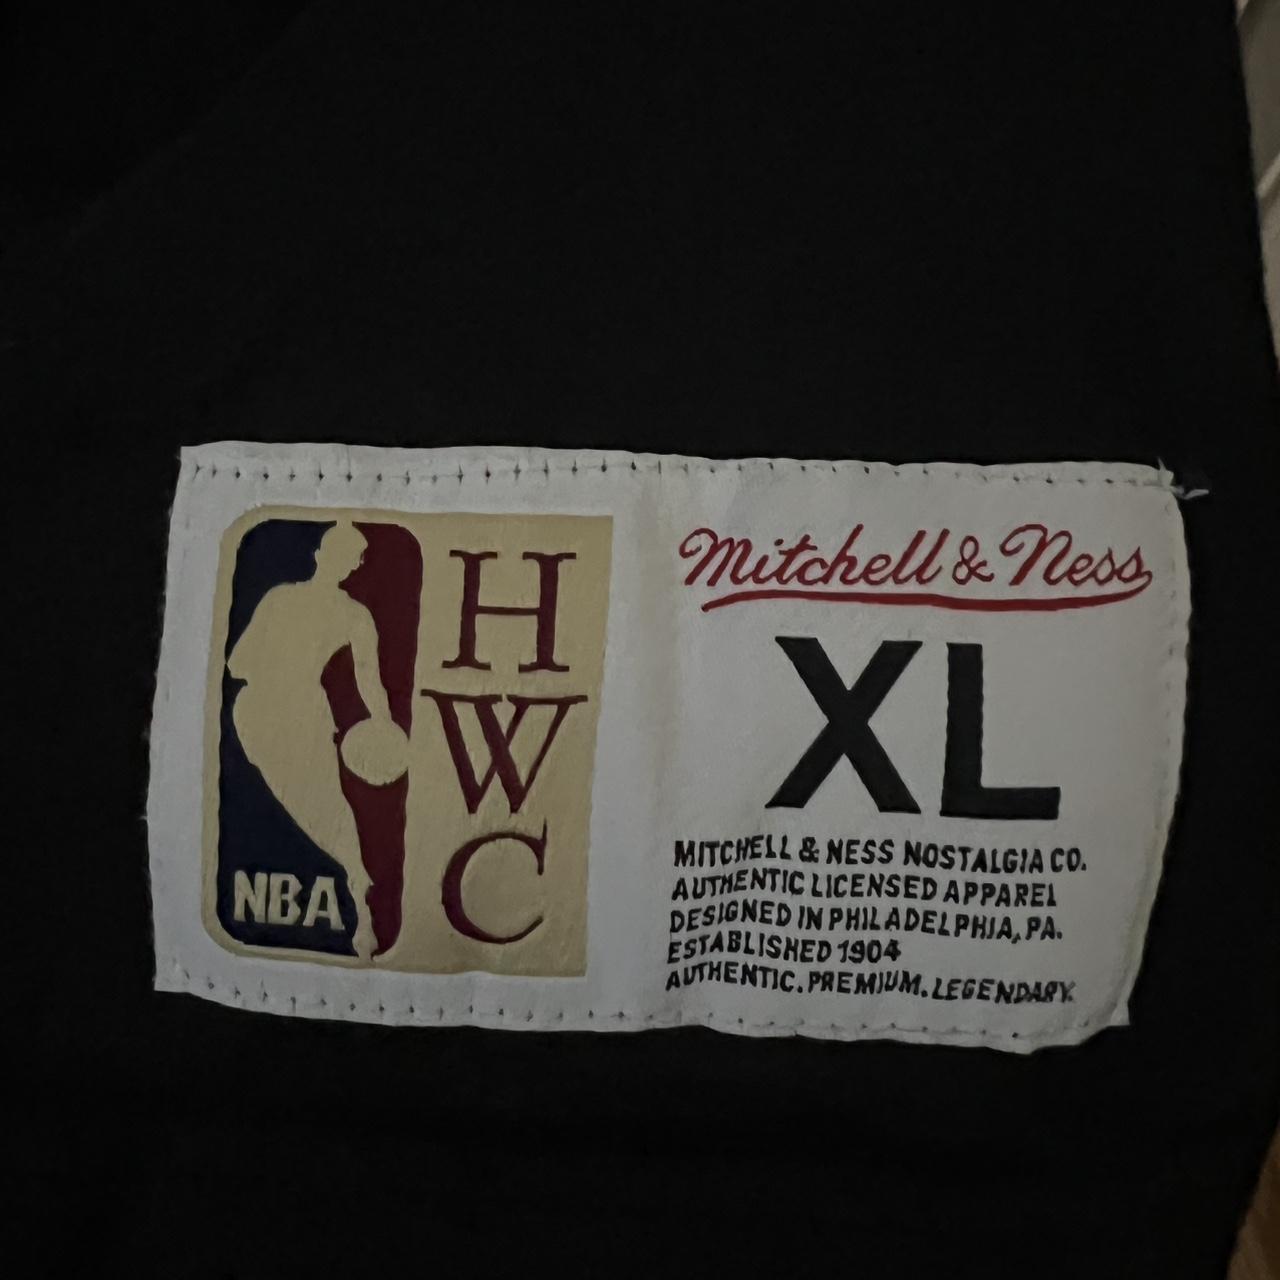 NBA
H
W
C
Mitchell & Ness
XL
MITCHELL & NESS NOSTALGIA CO.
AUTHENTIC LICENSED APPAREL
DESIGNED IN PHILADELPHIA, PA.
ESTABLISHED 1904
AUTHENTIC. PREMIUM. LEGENDARY.